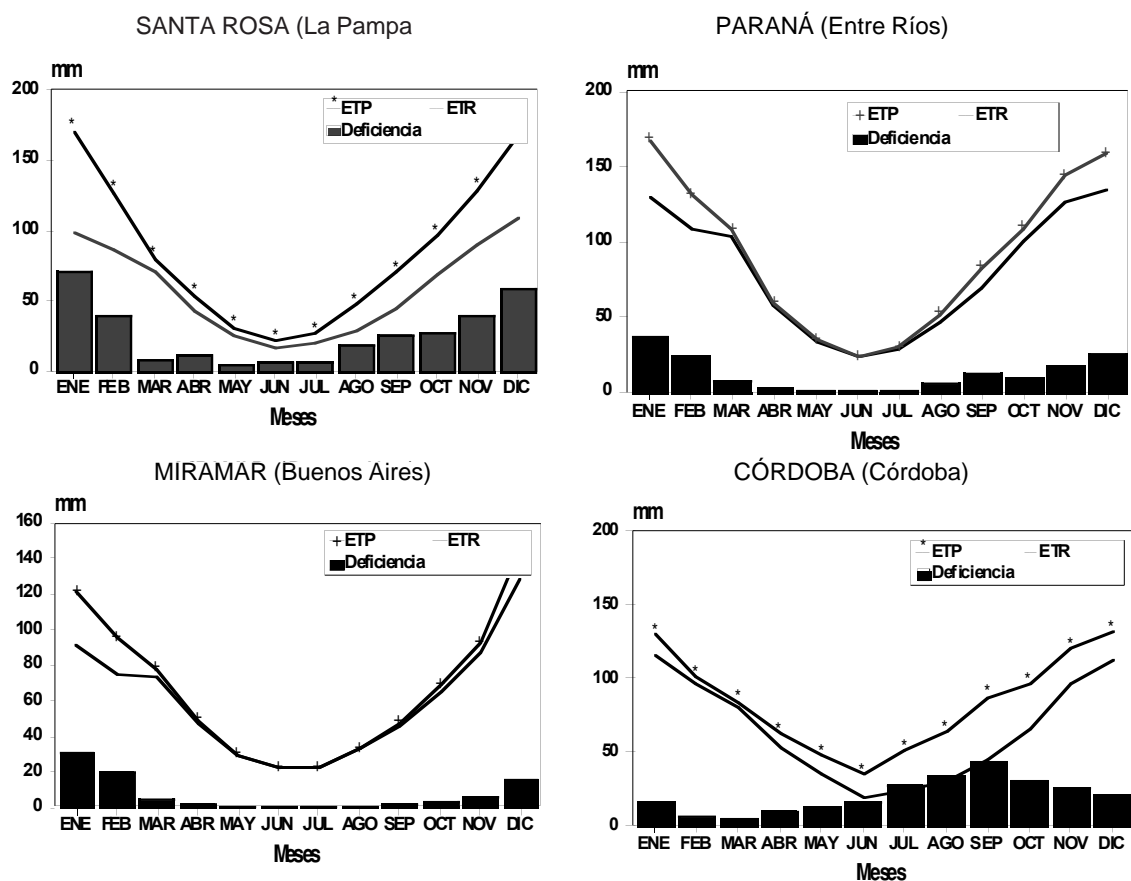 SANTA ROSA (La Pampa
mm
* ETP ETR
Deficiencia
200
150
100
50
0
ENE FEB MAR ABR MAY JUN JUL AGO SEP OCT NOV DIC
Meses
PARANÁ (Entre Ríos)
mm
+ ETP ETR
Deficiencia
200
150
100
50
0
ENE FEB MAR ABR MAY JUN JUL AGO SEP OCT NOV DIC
Meses
MIRAMAR (Buenos Aires)
mm
+ ETP ETR
Deficiencia
160
140
120
100
80
60
40
20
0
ENE FEB MAR ABR MAY JUN JUL AGO SEP OCT NOV DIC
Meses
CÓRDOBA (Córdoba)
mm
* ETP ETR
Deficiencia
200
150
100
50
0
ENE FEB MAR ABR MAY JUN JUL AGO SEP OCT NOV DIC
Meses